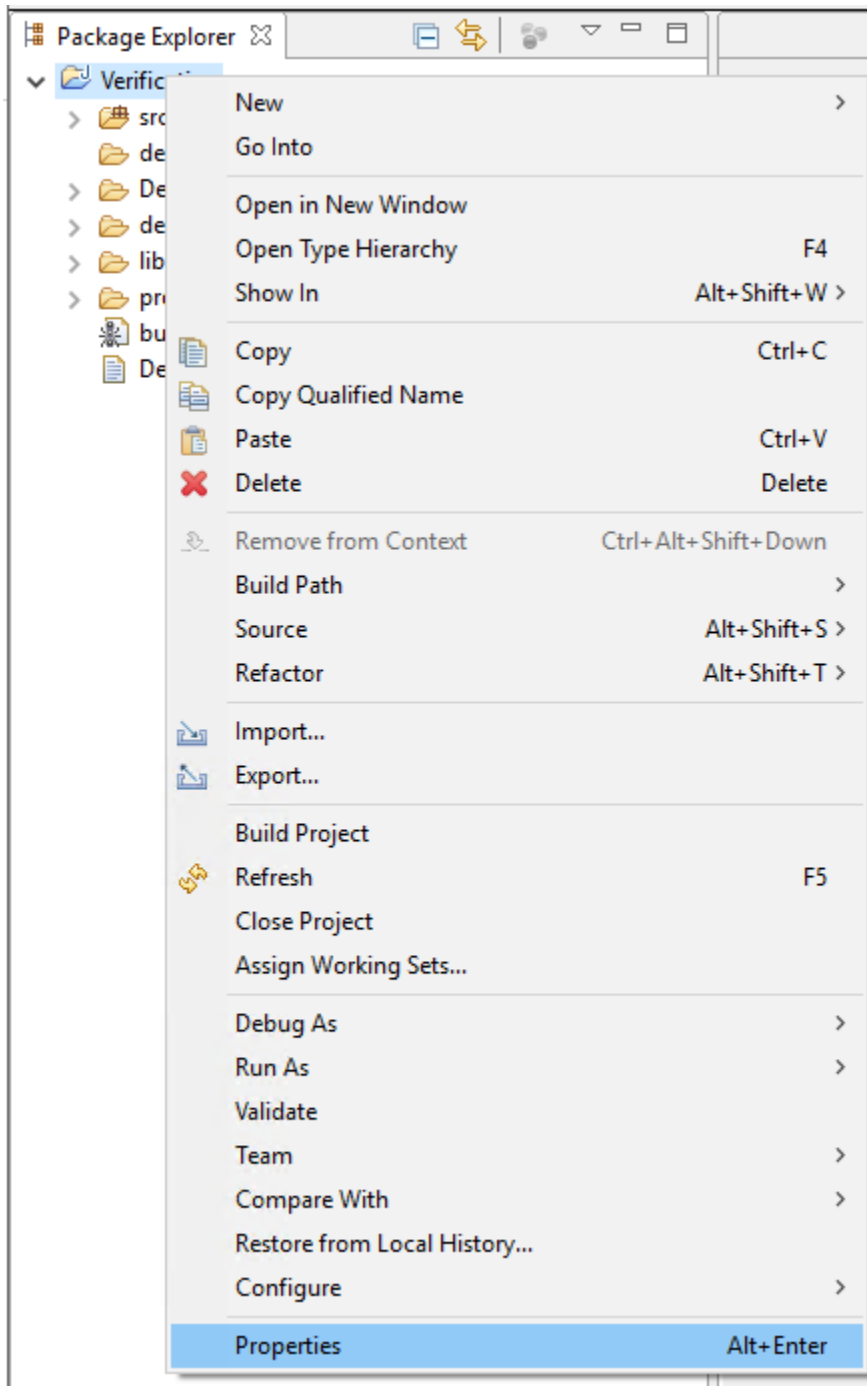 Package Explorer
Verific
src
de
De
de
lib
pro
bu
De
New
Go Into
Open in New Window
Open Type Hierarchy F4
Show In Alt+Shift+W >
Copy Ctrl+C
Copy Qualified Name
Paste Ctrl+V
Delete Delete
Remove from Context Ctrl+Alt+Shift+Down
Build Path >
Source Alt+Shift+S >
Refactor Alt+Shift+T >
Import...
Export...
Build Project
Refresh F5
Close Project
Assign Working Sets...
Debug As >
Run As >
Validate
Team >
Compare With >
Restore from Local History...
Configure >
Properties Alt+Enter